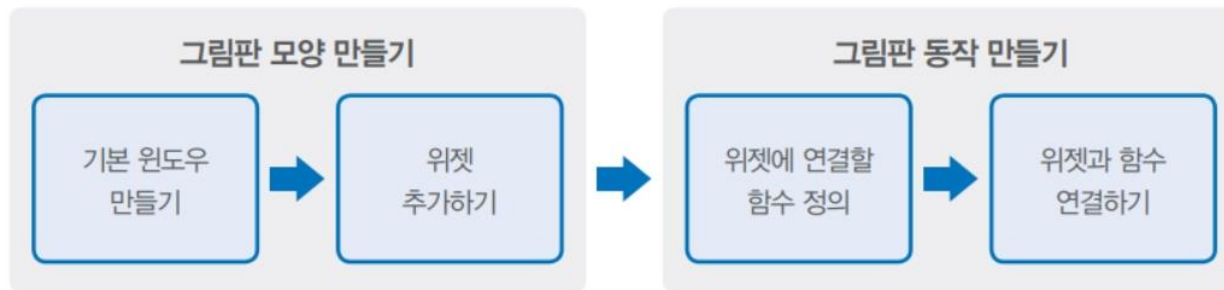 그림판 모양 만들기
기본 윈도우
만들기
위젯
추가하기
그림판 동작 만들기
위젯에 연결할
함수 정의
위젯과 함수
연결하기